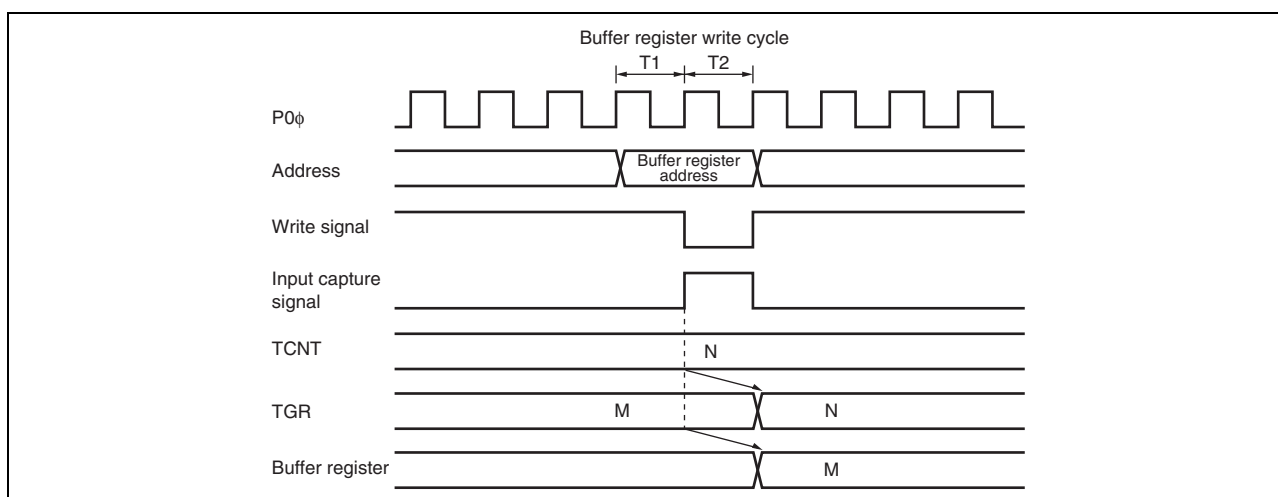 Buffer register write cycle
T1 T2
P0ϕ
Address
Buffer register
address
Write signal
Input capture
signal
TCNT
N
TGR
M N
Buffer register
M